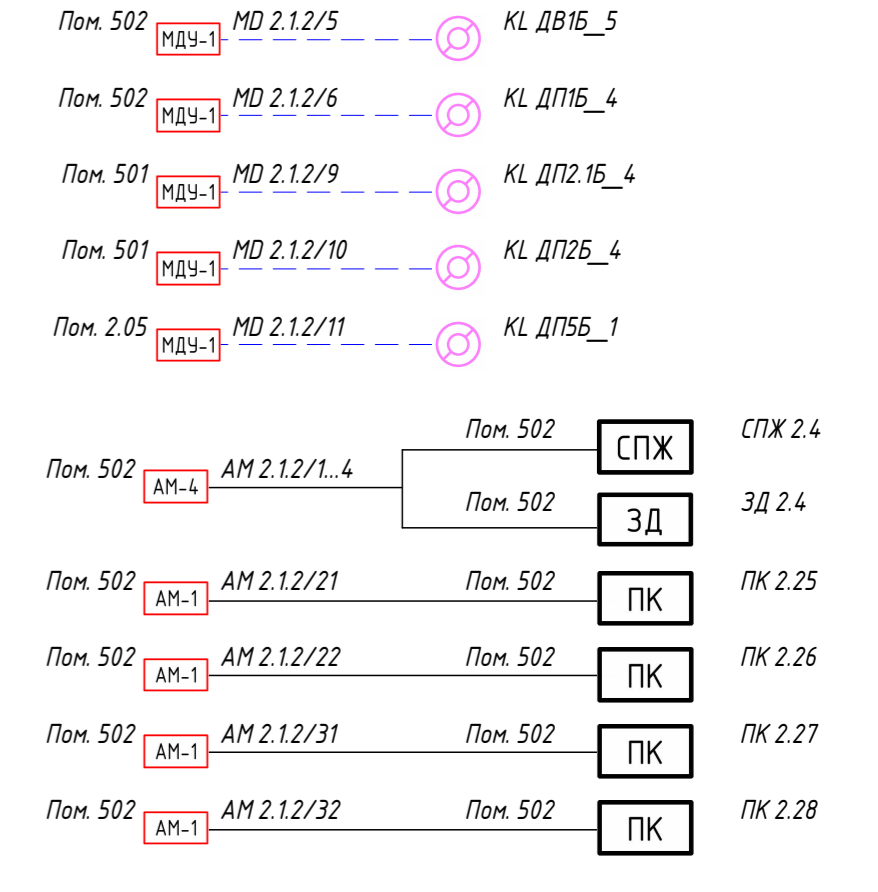 Пом. 502 МДУ-1 MD 2.1.2/5 KL ДВ1Б__5
Пом. 502 МДУ-1 MD 2.1.2/6 KL ДП1Б__4
Пом. 501 МДУ-1 MD 2.1.2/9 KL ДП2.1Б__4
Пом. 501 МДУ-1 MD 2.1.2/10 KL ДП2Б__4
Пом. 2.05 МДУ-1 MD 2.1.2/11 KL ДП5Б__1
Пом. 502 СПЖ СПЖ 2.4
Пом. 502 АМ-4 АМ 2.1.2/1...4
Пом. 502 ЗД ЗД 2.4
Пом. 502 АМ-1 АМ 2.1.2/21 Пом. 502 ПК ПК 2.25
Пом. 502 АМ-1 АМ 2.1.2/22 Пом. 502 ПК ПК 2.26
Пом. 502 АМ-1 АМ 2.1.2/31 Пом. 502 ПК ПК 2.27
Пом. 502 АМ-1 АМ 2.1.2/32 Пом. 502 ПК ПК 2.28